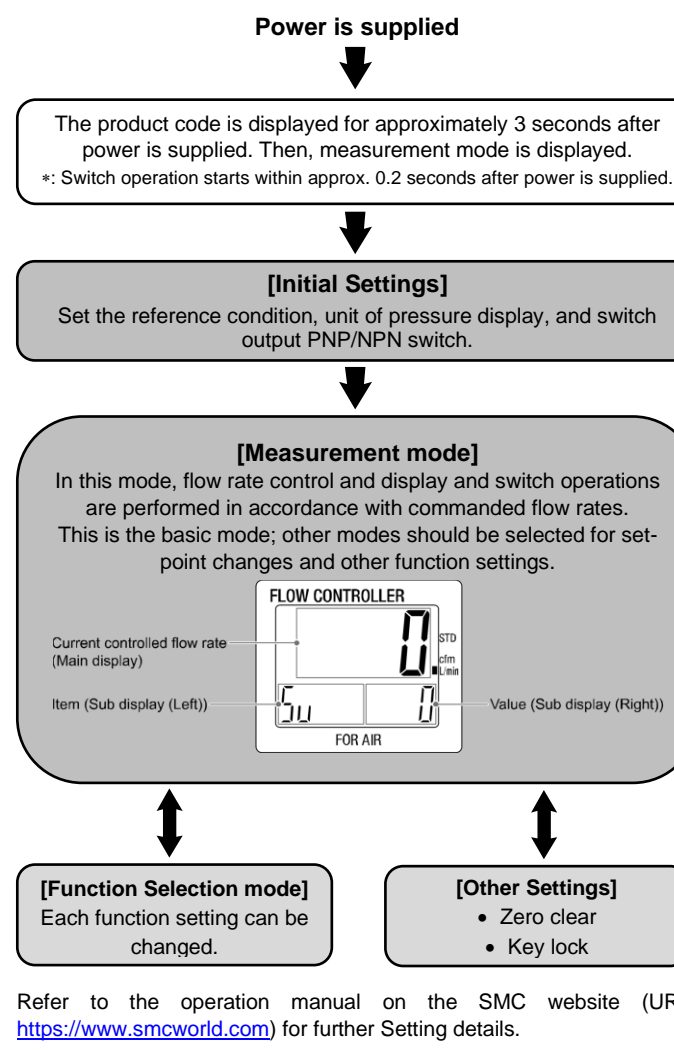 Power is supplied
The product code is displayed for approximately 3 seconds after
power is supplied. Then, measurement mode is displayed.
*: Switch operation starts within approx. 0.2 seconds after power is supplied.
[Initial Settings]
Set the reference condition, unit of pressure display, and switch
output PNP/NPN switch.
[Measurement mode]
In this mode, flow rate control and display and switch operations
are performed in accordance with commanded flow rates.
This is the basic mode; other modes should be selected for set-
point changes and other function settings.
FLOW CONTROLLER
Current controlled flow rate
(Main display)
0
STD
cfm
L/min
Item (Sub display (Left))
Su
0
Value (Sub display (Right))
FOR AIR
[Function Selection mode]
Each function setting can be
changed.
[Other Settings]
• Zero clear
• Key lock
Refer to the operation manual on the SMC website (UR
https://www.smcworld.com) for further Setting details.